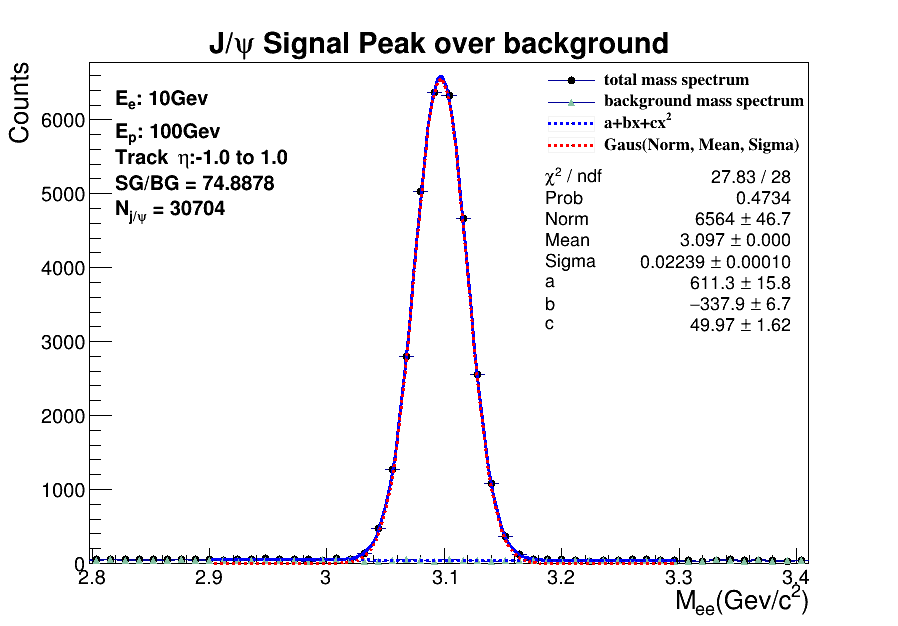 J/ψ Signal Peak over background
Counts
E_e: 10Gev
E_p: 100Gev
Track η:-1.0 to 1.0
SG/BG = 74.8878
N_j/ψ = 30704
total mass spectrum
background mass spectrum
a+bx+cx²
Gaus(Norm, Mean, Sigma)
χ² / ndf 27.83 / 28
Prob 0.4734
Norm 6564 ± 46.7
Mean 3.097 ± 0.000
Sigma 0.02239 ± 0.00010
a 611.3 ± 15.8
b −337.9 ± 6.7
c 49.97 ± 1.62
6000
5000
4000
3000
2000
1000
0
2.8 2.9 3 3.1 3.2 3.3 3.4
M_ee(Gev/c²)